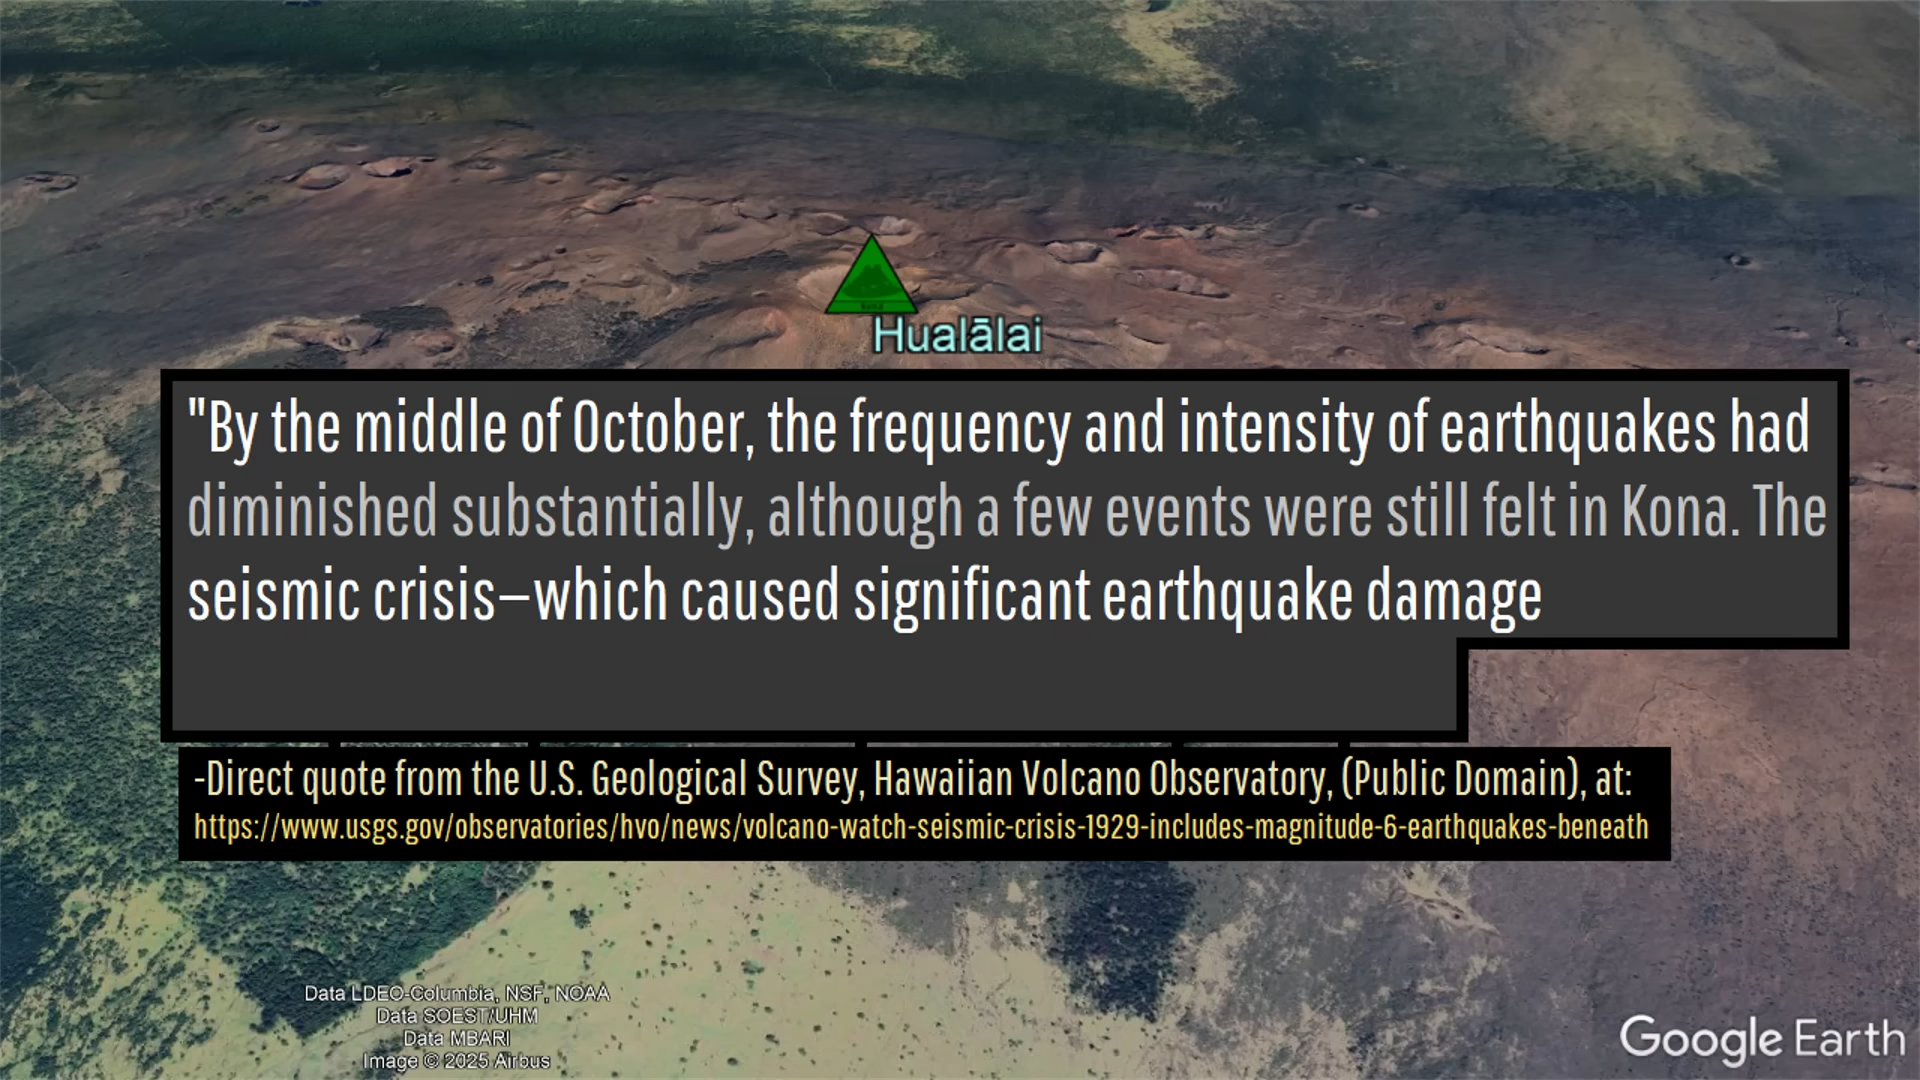 Hualālai
"By the middle of October, the frequency and intensity of earthquakes had
diminished substantially, although a few events were still felt in Kona. The
seismic crisis—which caused significant earthquake damage
-Direct quote from the U.S. Geological Survey, Hawaiian Volcano Observatory, (Public Domain), at:
https://www.usgs.gov/observatories/hvo/news/volcano-watch-seismic-crisis-1929-includes-magnitude-6-earthquakes-beneath
Data LDEO-Columbia, NSF, NOAA
Data SOEST/UHM
Data MBARI
Image © 2025 Airbus
Google Earth